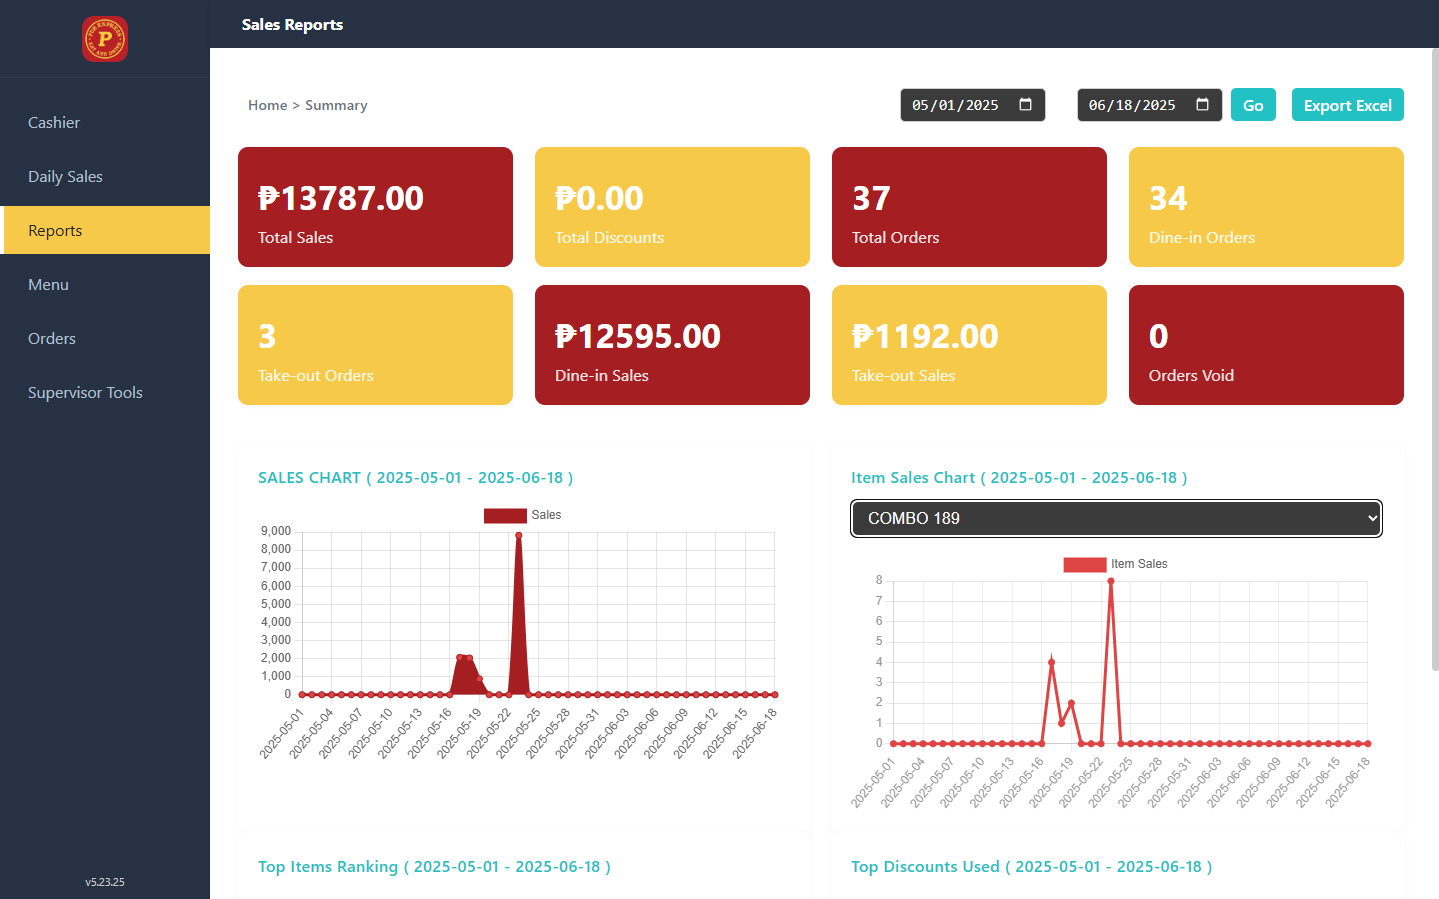 Sales Reports
POP EXPRESS
P
EAT AND DRINK
Cashier
Daily Sales
Reports
Menu
Orders
Supervisor Tools
v5.23.25
Home > Summary
05/01/2025
06/18/2025
Go
Export Excel
₱13787.00
Total Sales
₱0.00
Total Discounts
37
Total Orders
34
Dine-in Orders
3
Take-out Orders
₱12595.00
Dine-in Sales
₱1192.00
Take-out Sales
0
Orders Void
SALES CHART ( 2025-05-01 - 2025-06-18 )
Sales
9,000
8,000
7,000
6,000
5,000
4,000
3,000
2,000
1,000
0
2025-05-01
2025-05-04
2025-05-07
2025-05-10
2025-05-13
2025-05-16
2025-05-19
2025-05-22
2025-05-25
2025-05-28
2025-05-31
2025-06-03
2025-06-06
2025-06-09
2025-06-12
2025-06-15
2025-06-18
Item Sales Chart ( 2025-05-01 - 2025-06-18 )
COMBO 189
Item Sales
8
7
6
5
4
3
2
1
0
2025-05-01
2025-05-04
2025-05-07
2025-05-10
2025-05-13
2025-05-16
2025-05-19
2025-05-22
2025-05-25
2025-05-28
2025-05-31
2025-06-03
2025-06-06
2025-06-09
2025-06-12
2025-06-15
2025-06-18
Top Items Ranking ( 2025-05-01 - 2025-06-18 )
Top Discounts Used ( 2025-05-01 - 2025-06-18 )